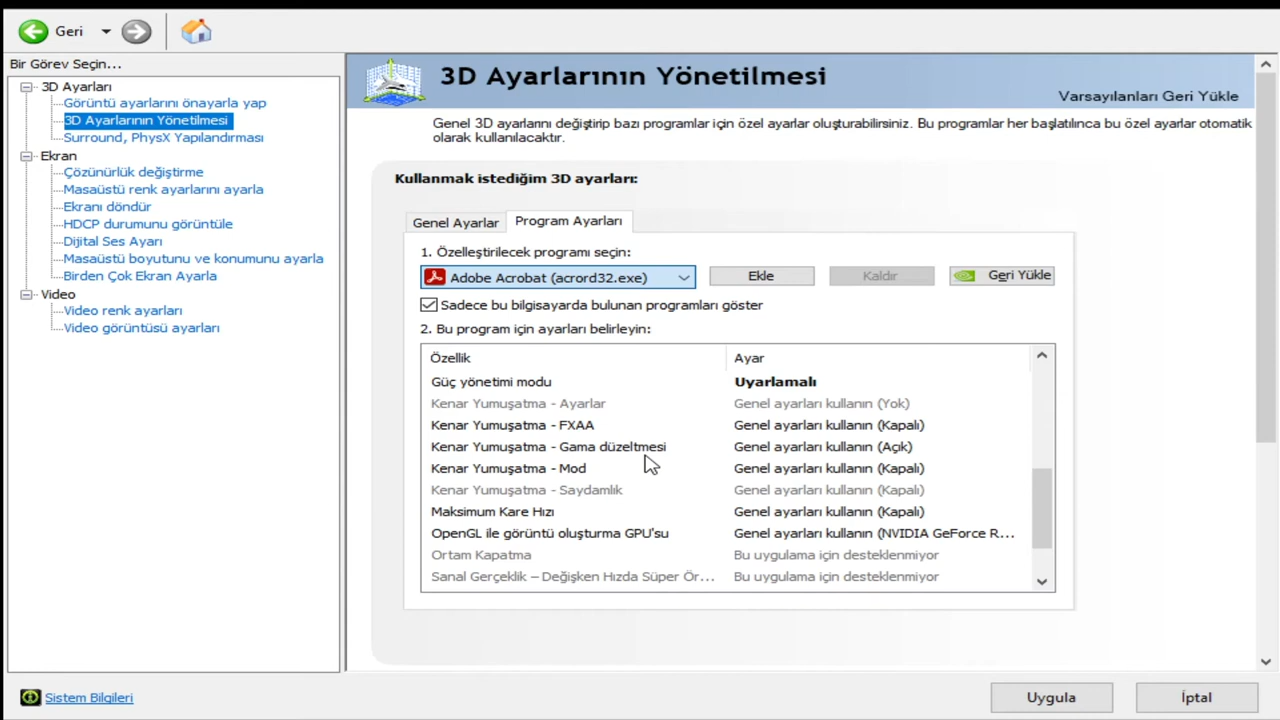 Geri
Bir Görev Seçin...
3D Ayarları
Görüntü ayarlarını önayarla yap
3D Ayarlarının Yönetilmesi
Surround, PhysX Yapılandırması
Ekran
Çözünürlük değiştirme
Masaüstü renk ayarlarını ayarla
Ekranı döndür
HDCP durumunu görüntüle
Dijital Ses Ayarı
Masaüstü boyutunu ve konumunu ayarla
Birden Çok Ekran Ayarla
Video
Video renk ayarları
Video görüntüsü ayarları
Sistem Bilgileri
3D Ayarlarının Yönetilmesi
Varsayılanları Geri Yükle
Genel 3D ayarlarını değiştirip bazı programlar için özel ayarlar oluşturabilirsiniz. Bu programlar her başlatılınca bu özel ayarlar otomatik
olarak kullanılacaktır.
Kullanmak istediğim 3D ayarları:
Genel Ayarlar Program Ayarları
1. Özelleştirilecek programı seçin:
Adobe Acrobat (acrord32.exe) Ekle Kaldır Geri Yükle
Sadece bu bilgisayarda bulunan programları göster
2. Bu program için ayarları belirleyin:
Özellik Ayar
Güç yönetimi modu Uyarlamalı
Kenar Yumuşatma - Ayarlar Genel ayarları kullanın (Yok)
Kenar Yumuşatma - FXAA Genel ayarları kullanın (Kapalı)
Kenar Yumuşatma - Gama düzeltmesi Genel ayarları kullanın (Açık)
Kenar Yumuşatma - Mod Genel ayarları kullanın (Kapalı)
Kenar Yumuşatma - Saydamlık Genel ayarları kullanın (Kapalı)
Maksimum Kare Hızı Genel ayarları kullanın (Kapalı)
OpenGL ile görüntü oluşturma GPU'su Genel ayarları kullanın (NVIDIA GeForce R...
Ortam Kapatma Bu uygulama için desteklenmiyor
Sanal Gerçeklik – Değişken Hızda Süper Ör... Bu uygulama için desteklenmiyor
Uygula İptal